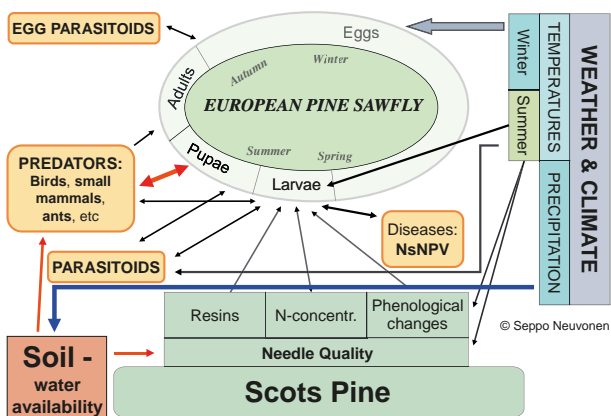 EGG PARASITOIDS
Eggs
Autumn
Winter
Adults
EUROPEAN PINE SAWFLY
Summer
Spring
Pupae
Larvae
PREDATORS:
Birds, small
mammals,
ants, etc
PARASITOIDS
Diseases:
NsNPV
Winter
Summer
TEMPERATURES
PRECIPITATION
WEATHER & CLIMATE
Resins
N-concentr.
Phenological
changes
© Seppo Neuvonen
Needle Quality
Soil -
water
availability
Scots Pine